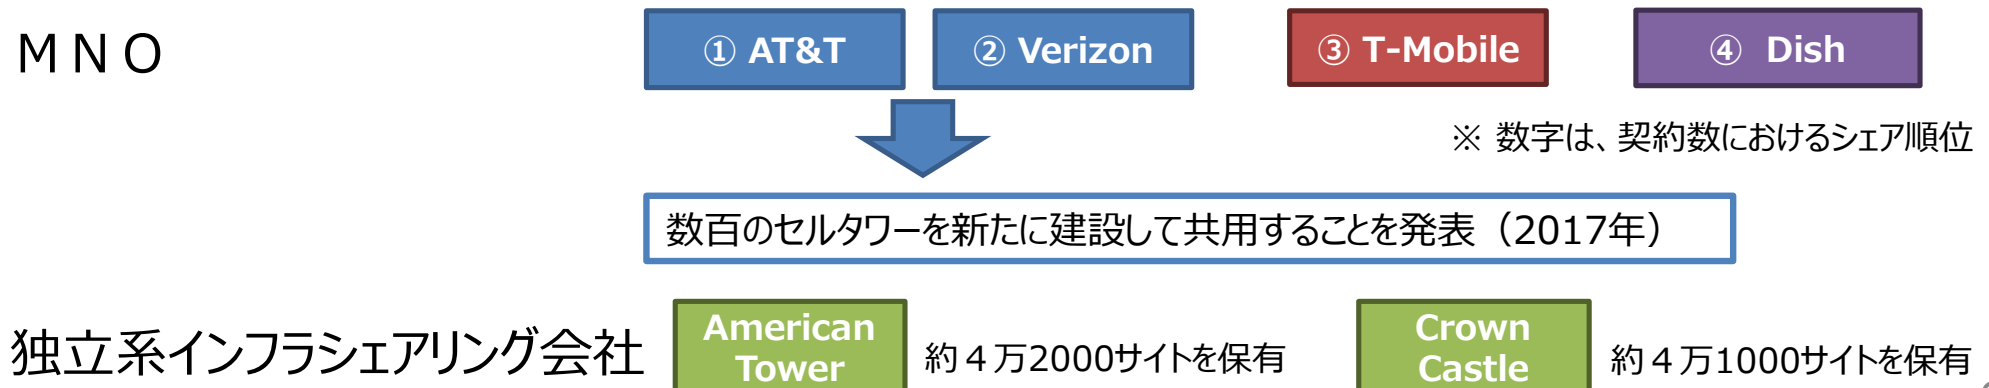 MNO
① AT&T
② Verizon
③ T-Mobile
④ Dish
※ 数字は、契約数におけるシェア順位
数百のセルタワーを新たに建設して共用することを発表（2017年）
独立系インフラシェアリング会社
American
Tower
約４万2000サイトを保有
Crown
Castle
約４万1000サイトを保有